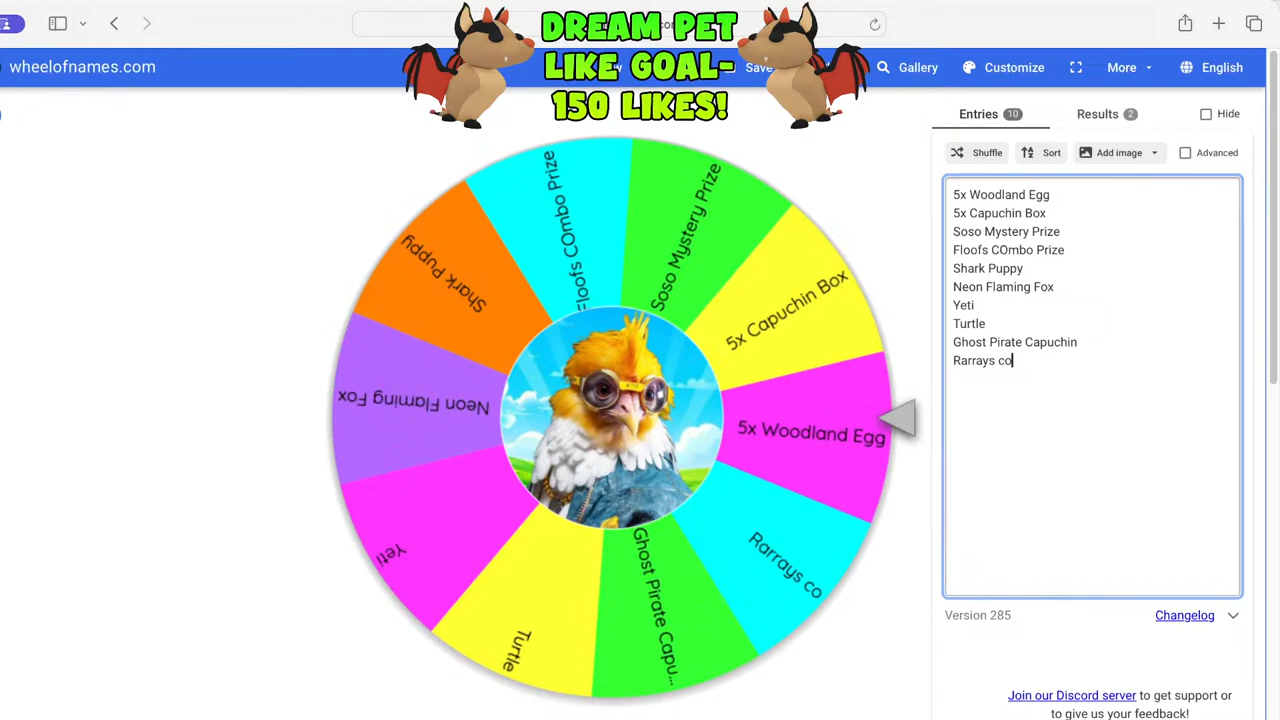 DREAM PET
LIKE GOAL-
150 LIKES!
wheelofnames.com
Gallery
Customize
More
English
Entries 10
Results 2
Hide
Shuffle
Sort
Add image
Advanced
5x Woodland Egg
5x Capuchin Box
Soso Mystery Prize
Floofs COmbo Prize
Shark Puppy
Neon Flaming Fox
Yeti
Turtle
Ghost Pirate Capuchin
Rarrays co
Floofs COmbo Prize
Soso Mystery Prize
5x Capuchin Box
5x Woodland Egg
Rarrays co
Ghost Pirate Capu...
Turtle
Yeti
Neon Flaming Fox
Shark Puppy
Version 285
Changelog
Join our Discord server to get support or
to give us your feedback!